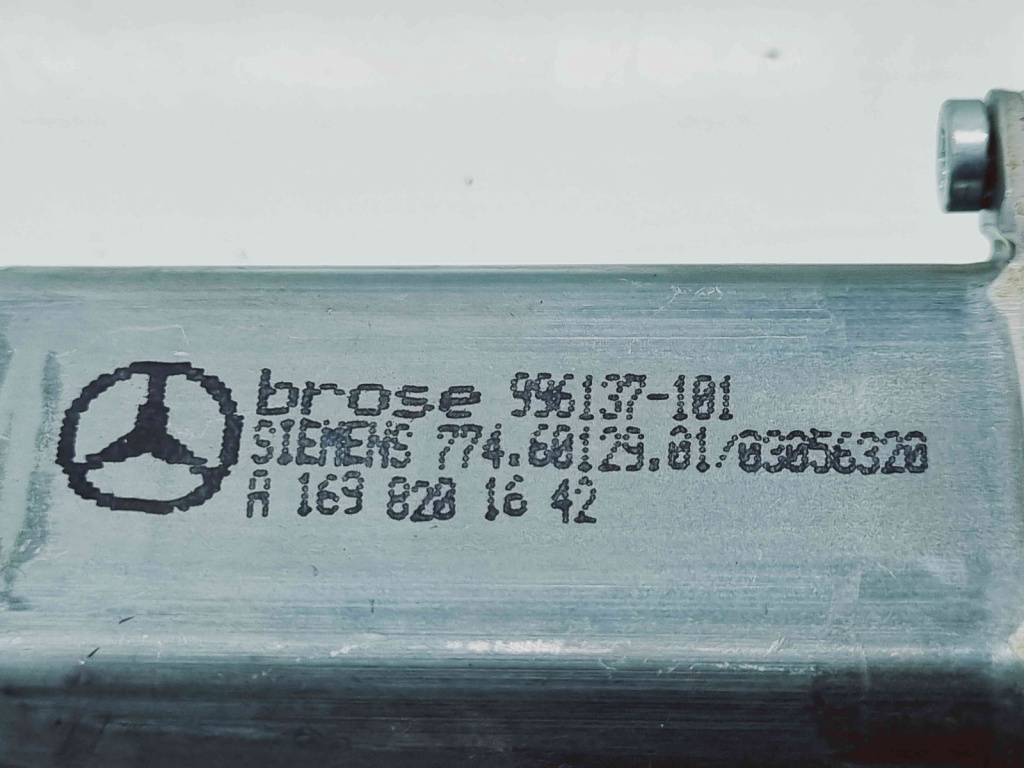 brose 996137-101
SIEMENS 774.60129.01/03056320
A 169 820 16 42